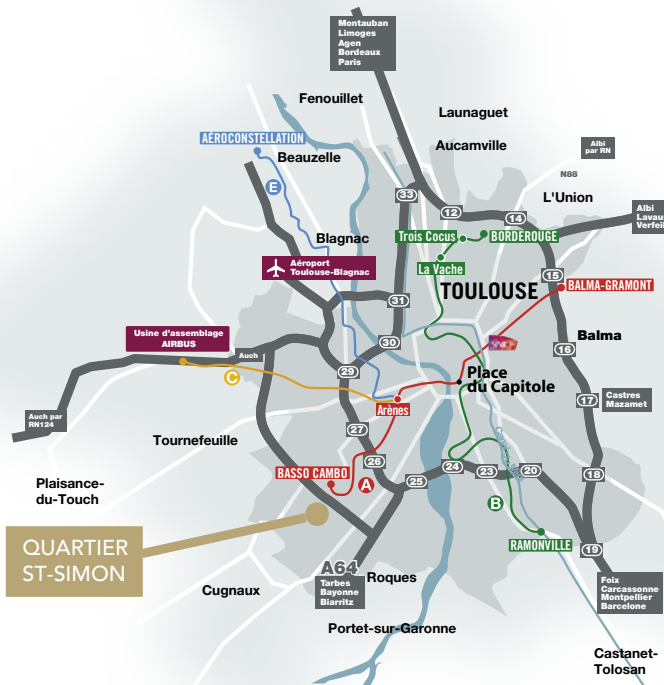 Montauban
Limoges
Agen
Bordeaux
Paris
Fenouillet
Launaguet
AÉROCONSTELLATION
Aucamville
Albi
par RN
Beauzelle
N88
E
33
L'Union
12
14
Albi
Lavau
Verfeil
Trois Cocus
BORDEROUGE
Blagnac
La Vache
Aéroport
Toulouse-Blagnac
15
TOULOUSE
BALMA-GRAMONT
31
Usine d'assemblage
AIRBUS
30
Balma
16
Auch
29
C
Place
du Capitole
Arènes
17
Castres
Mazamet
Auch par
RN124
27
Tournefeuille
26
24
23
20
18
BASSO CAMBO
A
25
Plaisance-
du-Touch
B
QUARTIER
ST-SIMON
RAMONVILLE
19
A64
Tarbes
Bayonne
Biarritz
Roques
Cugnaux
Foix
Carcassonne
Montpellier
Barcelone
Portet-sur-Garonne
Castanet-
Tolosan